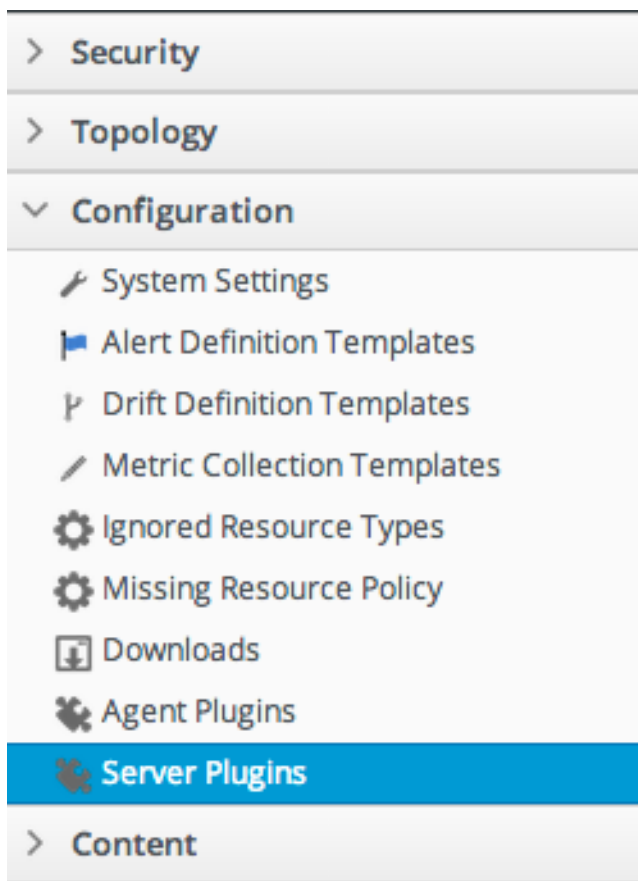 Security
Topology
Configuration
System Settings
Alert Definition Templates
Drift Definition Templates
Metric Collection Templates
Ignored Resource Types
Missing Resource Policy
Downloads
Agent Plugins
Server Plugins
Content